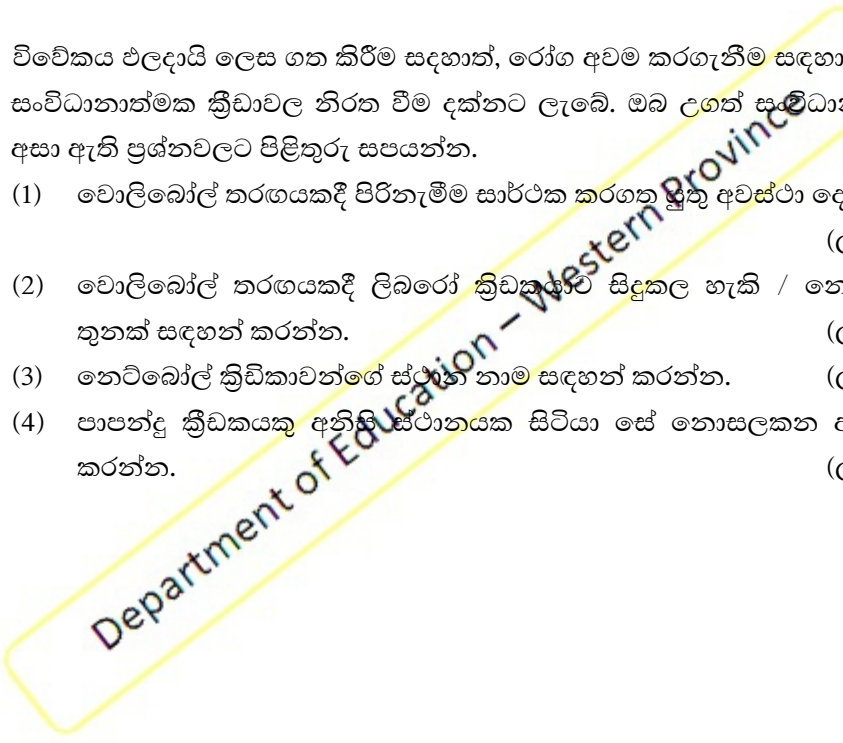 විවේකය ඵලදායි ලෙස ගත කිරීම සදහාත්, රෝග අවම කරගැනීම සඳහා
සංවිධානාත්මක ක්‍රීඩාවල නිරත වීම දක්නට ලැබේ. ඔබ උගත් සංවිධාන
අසා ඇති ප්‍රශ්නවලට පිළිතුරු සපයන්න.
(1) වොලිබෝල් තරඟයකදී පිරිනැමීම සාර්ථක කරගත යුතු අවස්ථා දෙ
(2) වොලිබෝල් තරඟයකදී ලිබරෝ ක්‍රිඩකයාට සිදුකල හැකි / නො
තුනක් සඳහන් කරන්න.
(3) නෙට්බෝල් ක්‍රිඩිකාවන්ගේ ස්ථාන නාම සඳහන් කරන්න.
(4) පාපන්දු ක්‍රීඩකයකු අනිසි ස්ථානයක සිටියා සේ නොසලකන අ
කරන්න.
Department of Education – Western Province